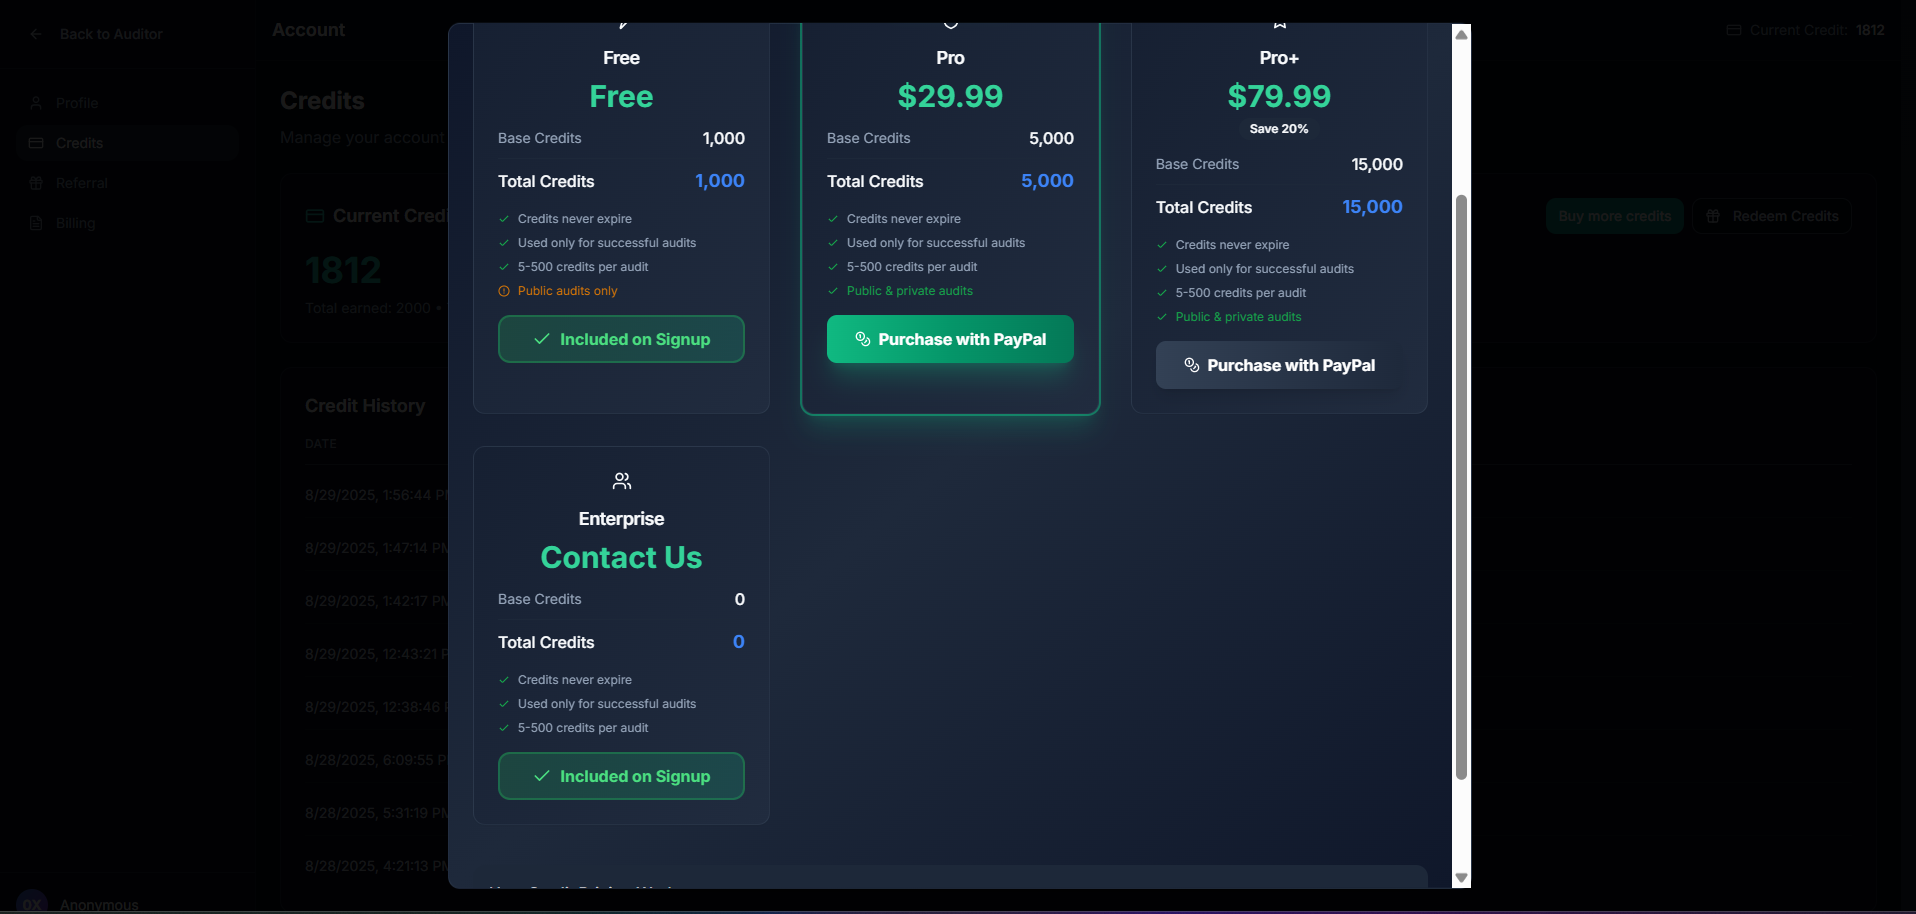 Back to Auditor
Account
Current Credit: 1812
Profile
Credits
Referral
Billing
Credits
Manage your account
Current Credi
1812
Total earned: 2000 •
Buy more credits
Redeem Credits
Credit History
DATE
8/29/2025, 1:56:44 PM
8/29/2025, 1:47:14 PM
8/29/2025, 1:42:17 PM
8/29/2025, 12:43:21 P
8/29/2025, 12:38:46 P
8/28/2025, 6:09:55 P
8/28/2025, 5:31:19 PM
8/28/2025, 4:21:13 PM
0X Anonymous
Free
Free
Base Credits 1,000
Total Credits 1,000
Credits never expire
Used only for successful audits
5-500 credits per audit
Public audits only
Included on Signup
Pro
$29.99
Base Credits 5,000
Total Credits 5,000
Credits never expire
Used only for successful audits
5-500 credits per audit
Public & private audits
Purchase with PayPal
Pro+
$79.99
Save 20%
Base Credits 15,000
Total Credits 15,000
Credits never expire
Used only for successful audits
5-500 credits per audit
Public & private audits
Purchase with PayPal
Enterprise
Contact Us
Base Credits 0
Total Credits 0
Credits never expire
Used only for successful audits
5-500 credits per audit
Included on Signup